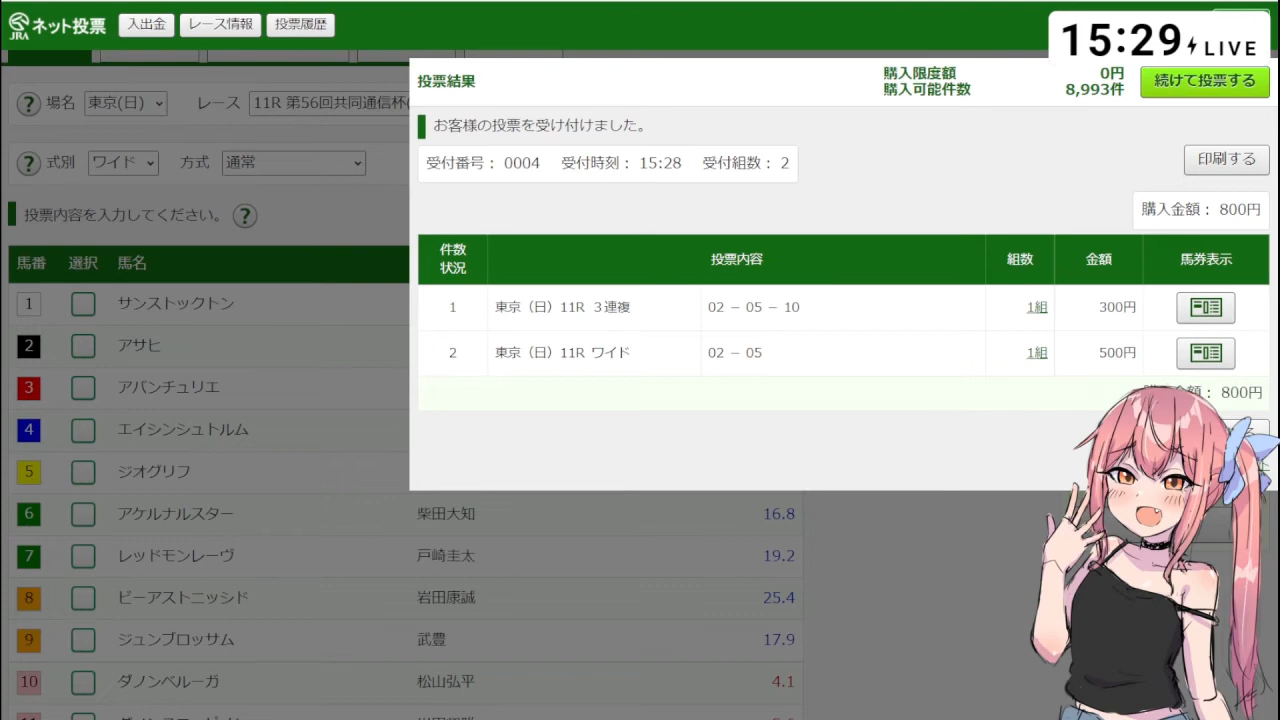 JRA ネット投票 入出金 レース情報 投票履歴
15:29 LIVE
投票結果
購入限度額 0円
購入可能件数 8,993件
続けて投票する
? 場名 東京(日) レース 11R 第56回共同通信杯(
お客様の投票を受け付けました。
? 式別 ワイド 方式 通常
受付番号: 0004 受付時刻: 15:28 受付組数: 2
印刷する
投票内容を入力してください。 ?
購入金額: 800円
馬番 選択 馬名
件数状況 投票内容 組数 金額 馬券表示
1 東京(日)11R 3連複 02 − 05 − 10 1組 300円
2 東京(日)11R ワイド 02 − 05 1組 500円
800円
1 サンストックトン
2 アサヒ
3 アバンチュリエ
4 エイシンシュトルム
5 ジオグリフ
6 アケルナルスター 柴田大知 16.8
7 レッドモンレーヴ 戸崎圭太 19.2
8 ビーアストニッシド 岩田康誠 25.4
9 ジュンブロッサム 武豊 17.9
10 ダノンベルーガ 松山弘平 4.1